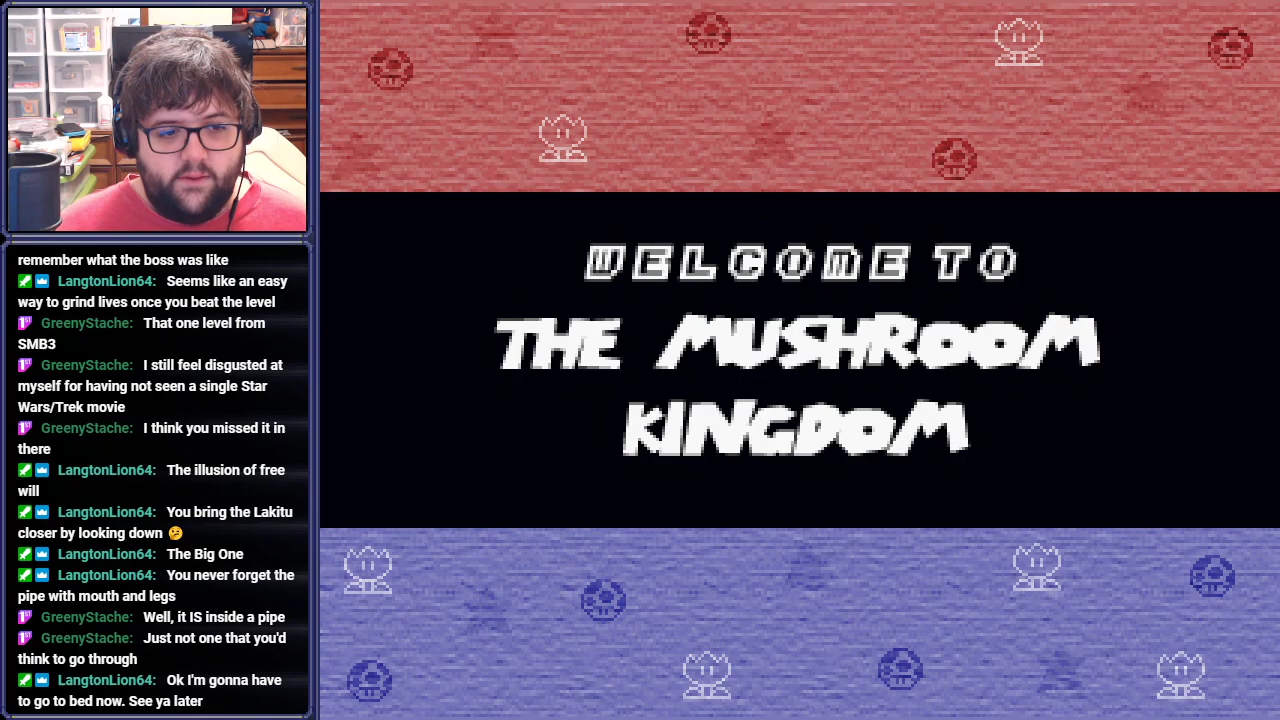 remember what the boss was like
LangtonLion64: Seems like an easy
way to grind lives once you beat the level
GreenyStache: That one level from
SMB3
GreenyStache: I still feel disgusted at
myself for having not seen a single Star
Wars/Trek movie
GreenyStache: I think you missed it in
there
LangtonLion64: The illusion of free
will
LangtonLion64: You bring the Lakitu
closer by looking down 🤔
LangtonLion64: The Big One
LangtonLion64: You never forget the
pipe with mouth and legs
GreenyStache: Well, it IS inside a pipe
GreenyStache: Just not one that you'd
think to go through
LangtonLion64: Ok I'm gonna have
to go to bed now. See ya later
WELCOME TO
THE MUSHROOM
KINGDOM